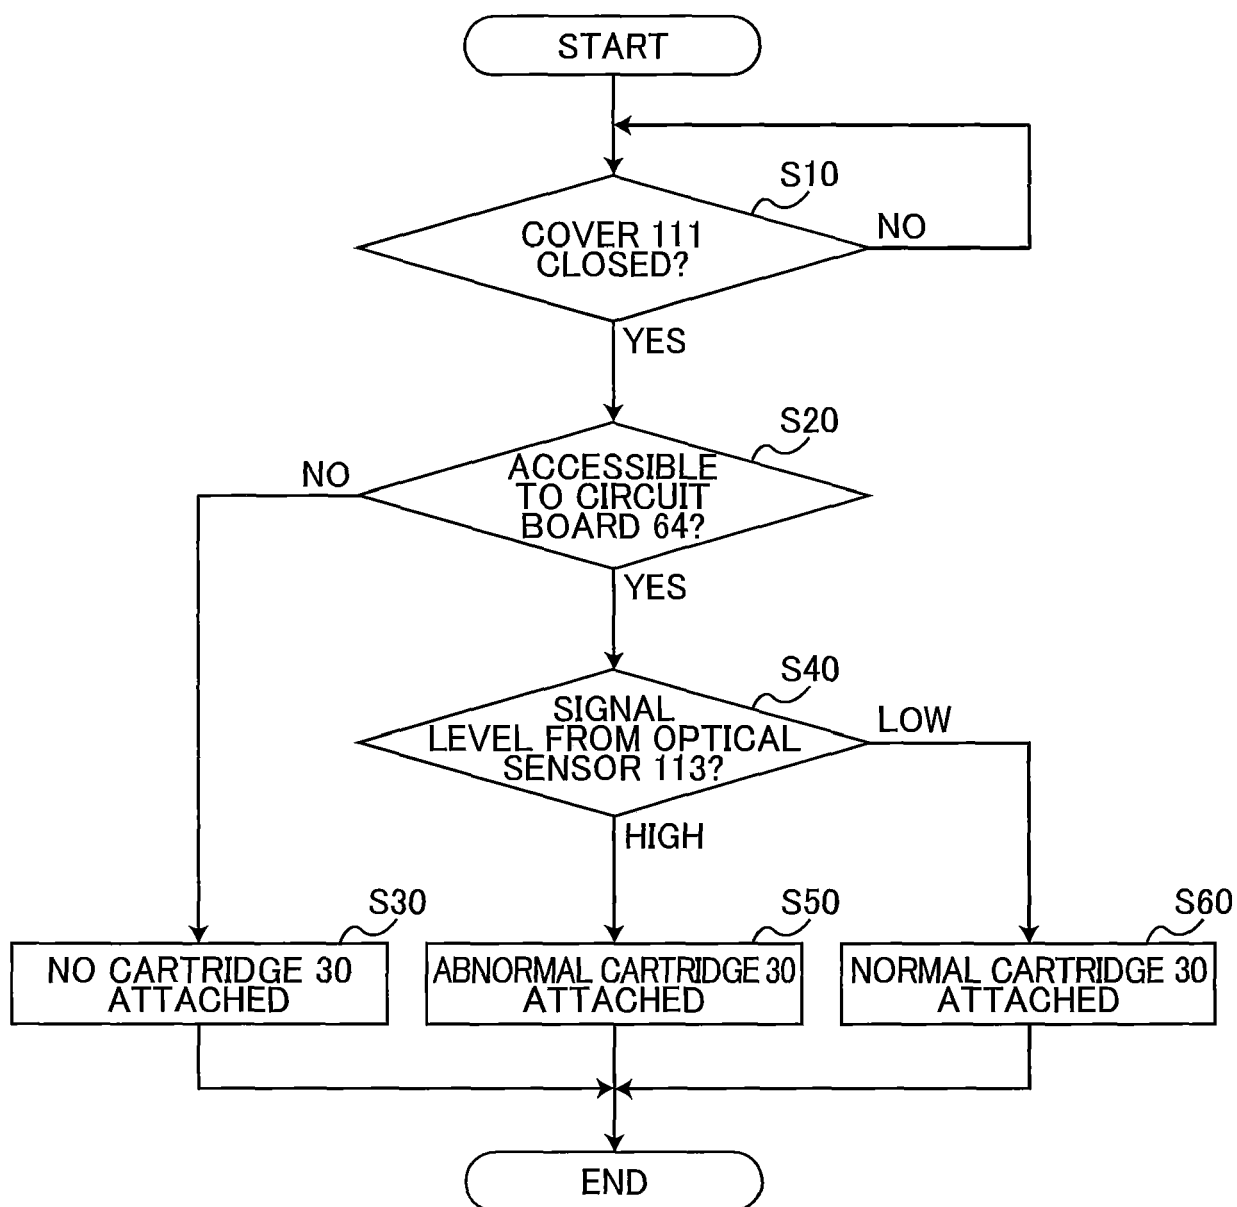 START
S10
COVER 111
CLOSED?
NO
YES
S20
NO
ACCESSIBLE
TO CIRCUIT
BOARD 64?
YES
S40
SIGNAL
LEVEL FROM OPTICAL
SENSOR 113?
LOW
HIGH
S30
NO CARTRIDGE 30
ATTACHED
S50
ABNORMAL CARTRIDGE 30
ATTACHED
S60
NORMAL CARTRIDGE 30
ATTACHED
END